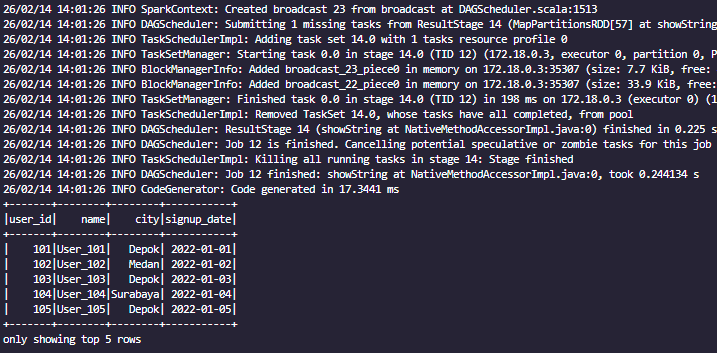 26/02/14 14:01:26 INFO SparkContext: Created broadcast 23 from broadcast at DAGScheduler.scala:1513
26/02/14 14:01:26 INFO DAGScheduler: Submitting 1 missing tasks from ResultStage 14 (MapPartitionsRDD[57] at showString
26/02/14 14:01:26 INFO TaskSchedulerImpl: Adding task set 14.0 with 1 tasks resource profile 0
26/02/14 14:01:26 INFO TaskSetManager: Starting task 0.0 in stage 14.0 (TID 12) (172.18.0.3, executor 0, partition 0, P
26/02/14 14:01:26 INFO BlockManagerInfo: Added broadcast_23_piece0 in memory on 172.18.0.3:35307 (size: 7.7 KiB, free:
26/02/14 14:01:26 INFO BlockManagerInfo: Added broadcast_22_piece0 in memory on 172.18.0.3:35307 (size: 33.9 KiB, free:
26/02/14 14:01:26 INFO TaskSetManager: Finished task 0.0 in stage 14.0 (TID 12) in 198 ms on 172.18.0.3 (executor 0) (1
26/02/14 14:01:26 INFO TaskSchedulerImpl: Removed TaskSet 14.0, whose tasks have all completed, from pool
26/02/14 14:01:26 INFO DAGScheduler: ResultStage 14 (showString at NativeMethodAccessorImpl.java:0) finished in 0.225 s
26/02/14 14:01:26 INFO DAGScheduler: Job 12 is finished. Cancelling potential speculative or zombie tasks for this job
26/02/14 14:01:26 INFO TaskSchedulerImpl: Killing all running tasks in stage 14: Stage finished
26/02/14 14:01:26 INFO DAGScheduler: Job 12 finished: showString at NativeMethodAccessorImpl.java:0, took 0.244134 s
26/02/14 14:01:26 INFO CodeGenerator: Code generated in 17.3441 ms
+-------+--------+--------+-----------+
|user_id|    name|    city|signup_date|
+-------+--------+--------+-----------+
|    101|User_101|   Depok| 2022-01-01|
|    102|User_102|   Medan| 2022-01-02|
|    103|User_103|   Depok| 2022-01-03|
|    104|User_104|Surabaya| 2022-01-04|
|    105|User_105|   Depok| 2022-01-05|
+-------+--------+--------+-----------+
only showing top 5 rows